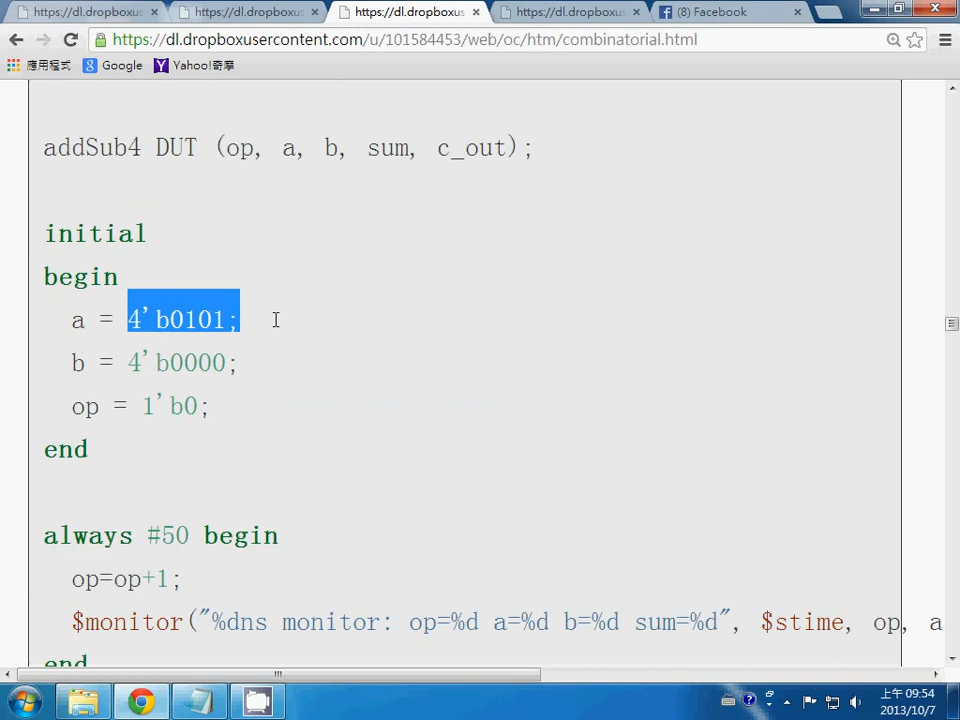 https://dl.dropboxus
https://dl.dropboxus
https://dl.dropboxus
https://dl.dropboxus
(8) Facebook
https://dl.dropboxusercontent.com/u/101584453/web/oc/htm/combinatorial.html
應用程式
Google
Yahoo!奇摩
addSub4 DUT (op, a, b, sum, c_out);
initial
begin
a = 4'b0101;
b = 4'b0000;
op = 1'b0;
end
always #50 begin
op=op+1;
$monitor("%dns monitor: op=%d a=%d b=%d sum=%d", $stime, op, a
end
上午 09:54
2013/10/7